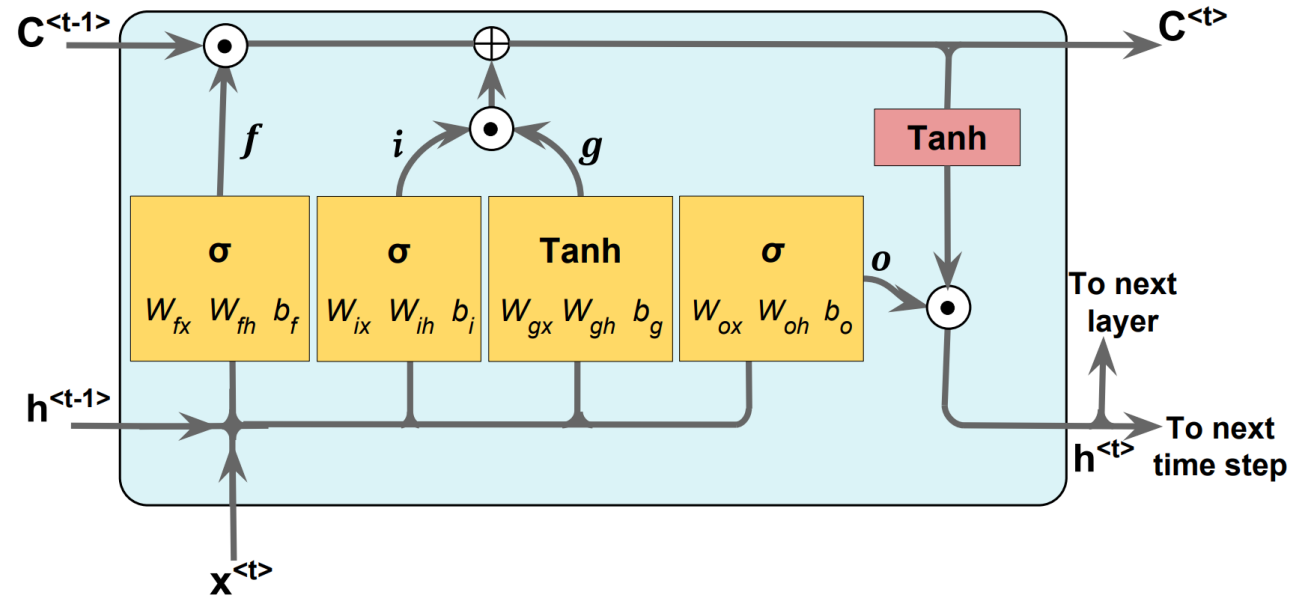 C<t-1>
C<t>
f
i
g
Tanh
σ
W_fx W_fh b_f
σ
W_ix W_ih b_i
Tanh
W_gx W_gh b_g
σ
W_ox W_oh b_o
o
To next
layer
h<t-1>
h<t>
To next
time step
x<t>